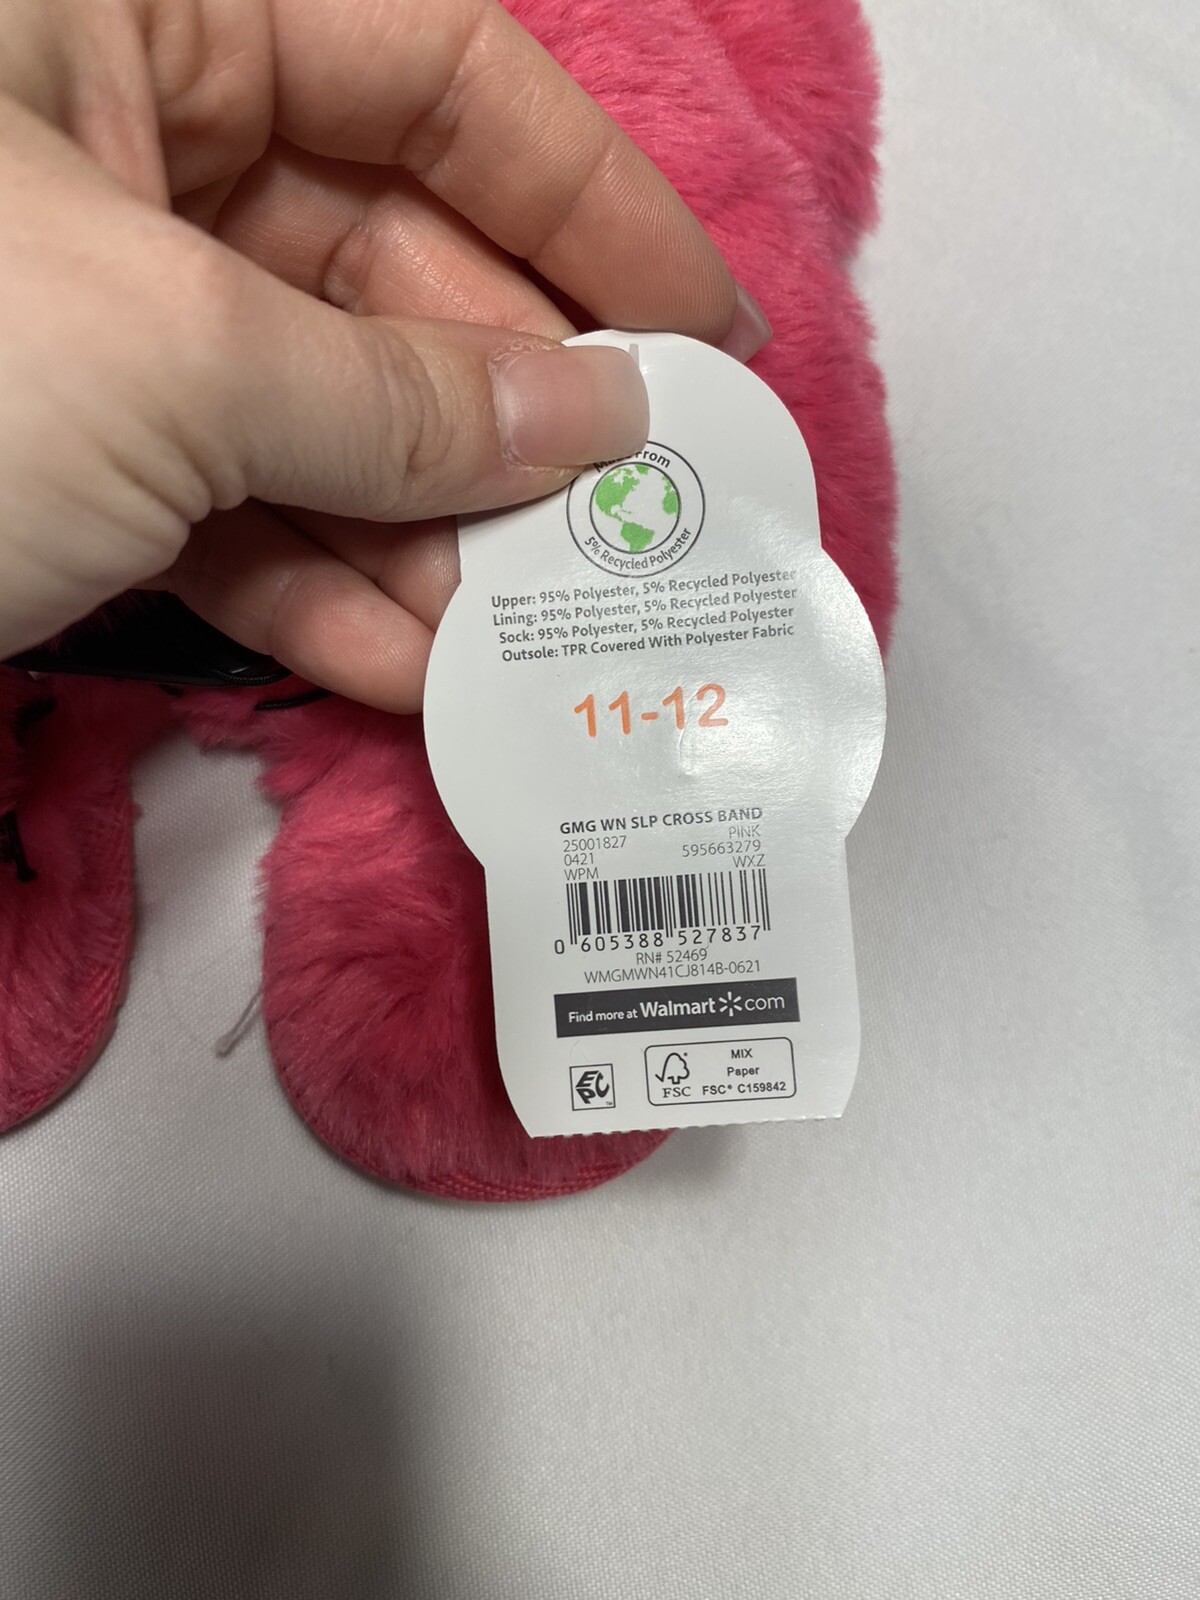 Made From
5% Recycled Polyester
Upper: 95% Polyester, 5% Recycled Polyester
Lining: 95% Polyester, 5% Recycled Polyester
Sock: 95% Polyester, 5% Recycled Polyester
Outsole: TPR Covered With Polyester Fabric
11-12
GMG WN SLP CROSS BAND
25001827 PINK
0421 595663279
WPM WXZ
0 605388 527837
RN# 52469
WMGMWN41CJ814B-0621
Find more at Walmart.com
EPC™
FSC
MIX
Paper
FSC® C159842